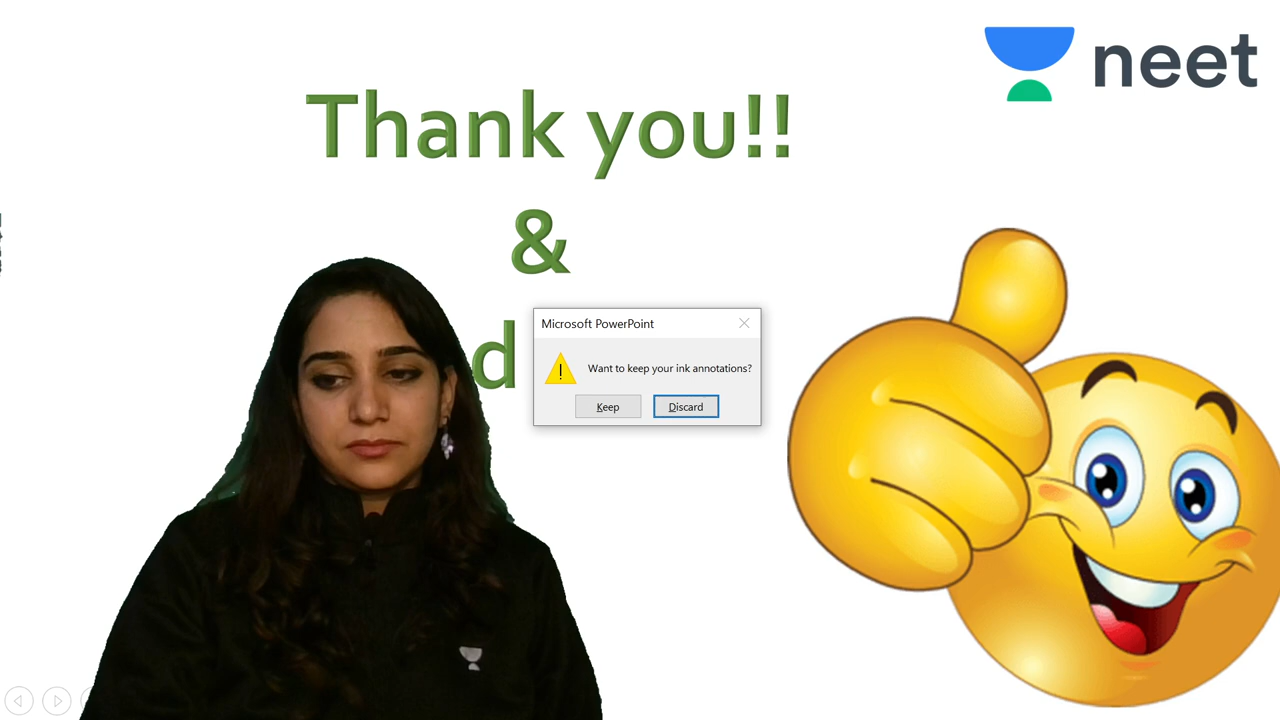 neet
Thank you!!
&
d
Microsoft PowerPoint
Want to keep your ink annotations?
Keep
Discard